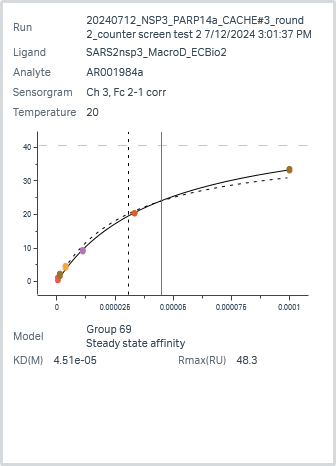 Run 20240712_NSP3_PARP14a_CACHE#3_round
2_counter screen test 2 7/12/2024 3:01:37 PM
Ligand SARS2nsp3_MacroD_ECBio2
Analyte AR001984a
Sensorgram Ch 3, Fc 2-1 corr
Temperature 20
40
30
20
10
0
0 0.000025 0.00005 0.000075 0.0001
Model Group 69
Steady state affinity
KD(M) 4.51e-05 Rmax(RU) 48.3